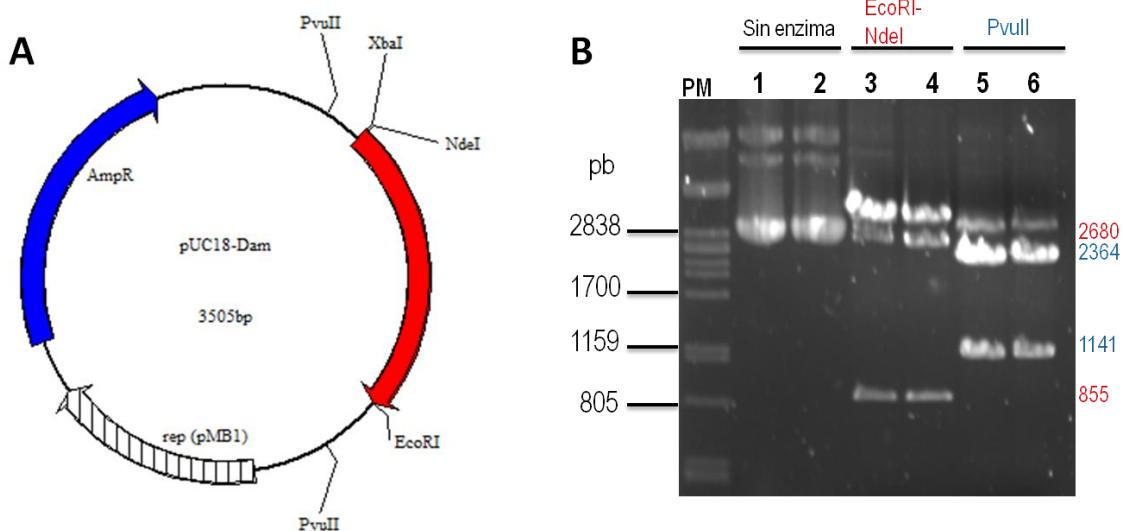 A
PvuII
XbaI
NdeI
AmpR
pUC18-Dam
3505bp
rep (pMB1)
EcoRI
PvuII
B
Sin enzima
EcoRI-
NdeI
PvuII
PM
1
2
3
4
5
6
pb
2838
1700
1159
805
2680
2364
1141
855